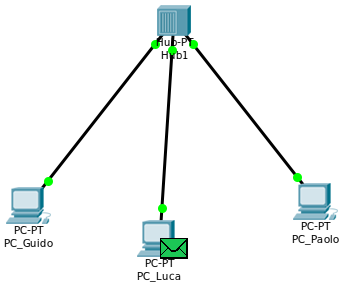 Hub-PT
Hub1
PC-PT
PC_Guido
PC-PT
PC_Luca
PC-PT
PC_Paolo